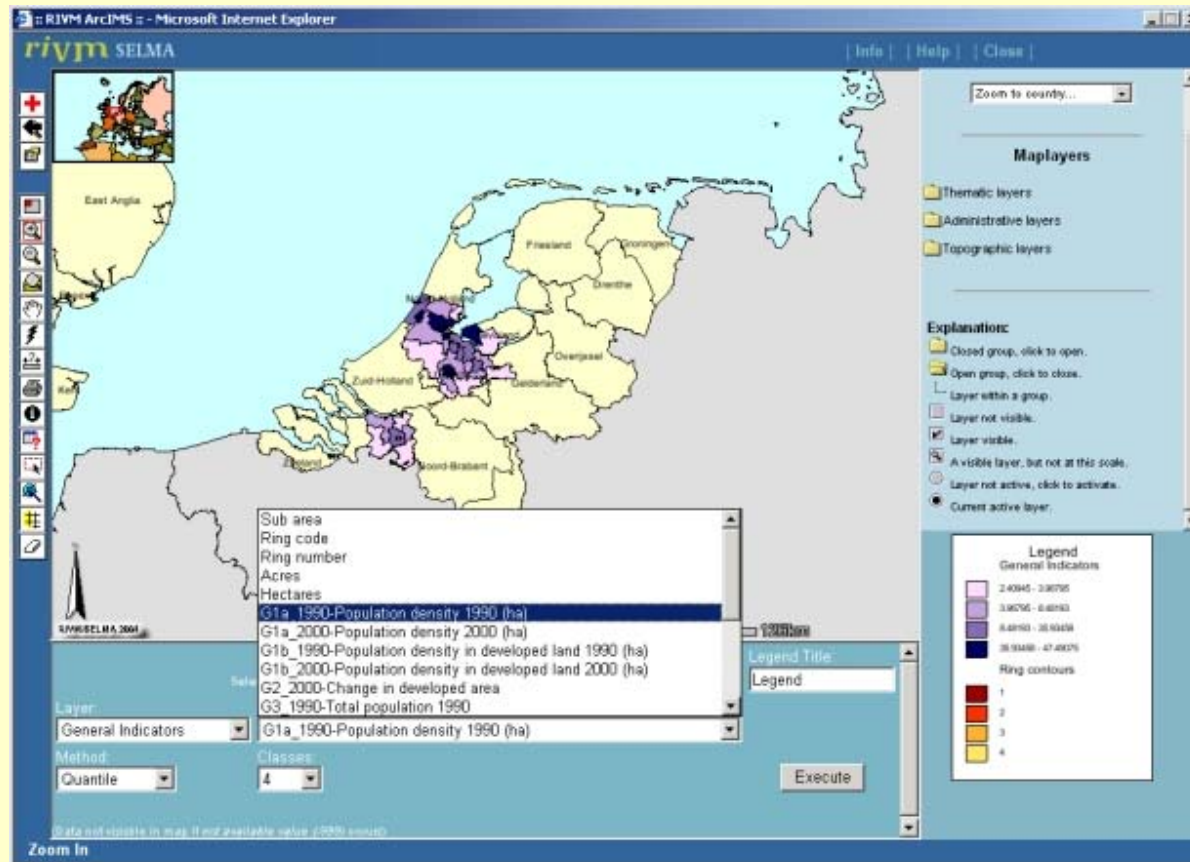 :: RIVM ArcIMS :: - Microsoft Internet Explorer
rivm SELMA
| Info | | Help | | Close |
Zoom to country...
Maplayers
Thematic layers
Administrative layers
Topographic layers
Explanation:
Closed group, click to open.
Open group, click to close.
Layer within a group.
Layer not visible.
Layer visible.
A visible layer, but not at this scale.
Layer not active, click to activate.
Current active layer.
East Anglia
Friesland
Groningen
Drenthe
Overijssel
Zuid-Holland
Gelderland
Zeeland
Noord-Brabant
RIVM/SELMA 2004
Sub area
Ring code
Ring number
Acres
Hectares
G1a_1990-Population density 1990 (ha)
G1a_2000-Population density 2000 (ha)
G1b_1990-Population density in developed land 1990 (ha)
G1b_2000-Population density in developed land 2000 (ha)
G2_2000-Change in developed area
G3_1990-Total population 1990
Legend
General Indicators
Ring contours
1
2
3
4
Legend Title:
Legend
Layer:
General Indicators
G1a_1990-Population density 1990 (ha)
Method:
Quantile
Classes:
4
Execute
Zoom In